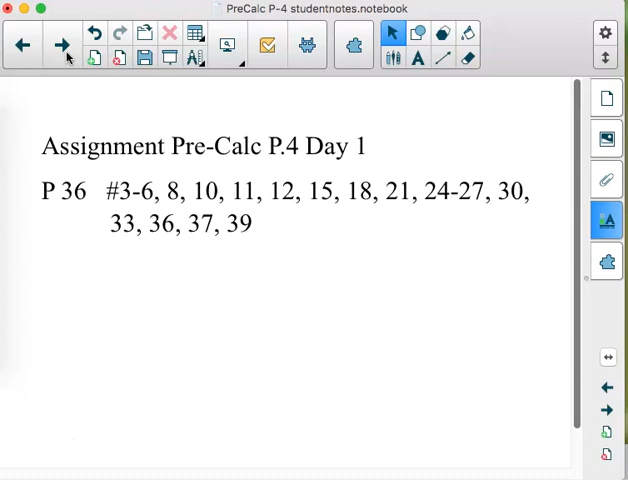 PreCalc P-4 studentnotes.notebook
Assignment Pre-Calc P.4 Day 1
P 36 #3-6, 8, 10, 11, 12, 15, 18, 21, 24-27, 30,
33, 36, 37, 39